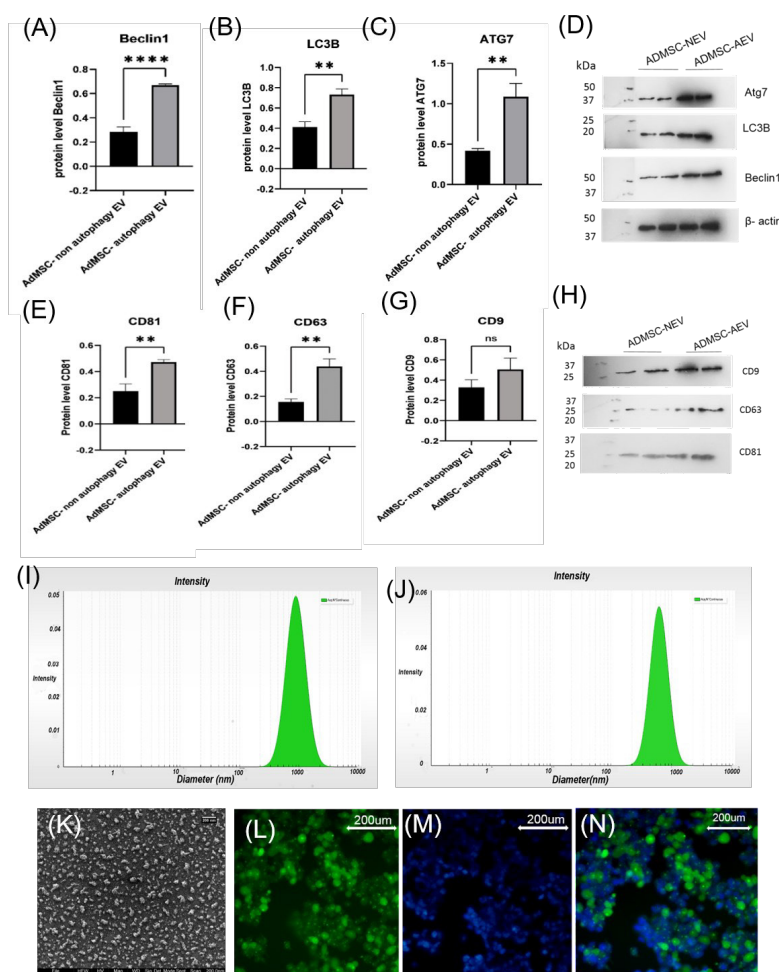 (A)
Beclin1
****
protein level Beclin1
1.0
0.6
0.2
-0.2
AdMSC- non autophagy EV
AdMSC- autophagy EV
(B)
LC3B
**
protein level LC3B
1.0
0.8
0.6
0.4
0.2
0.0
-0.2
AdMSC- non autophagy EV
AdMSC- autophagy EV
(C)
ATG7
**
protein level ATG7
1.5
1.0
0.5
0.0
AdMSC- non autophagy EV
AdMSC- autophagy EV
(D)
ADMSC-NEV
ADMSC-AEV
kDa
50
37
Atg7
25
20
LC3B
50
37
Beclin1
50
37
β- actin
(E)
CD81
**
Protein level CD81
0.6
0.4
0.2
0.0
-0.2
AdMSC- non autophagy EV
AdMSC- autophagy EV
(F)
CD63
**
Protein level CD63
0.6
0.4
0.2
0.0
-0.2
AdMSC- non autophagy EV
AdMSC- autophagy EV
(G)
CD9
ns
Protein level CD9
0.8
0.6
0.4
0.2
0.0
-0.2
AdMSC- non autophagy EV
AdMSC- autophagy EV
(H)
ADMSC-NEV
ADMSC-AEV
kDa
37
25
CD9
37
25
20
CD63
37
25
20
CD81
(I)
Intensity
0.05
0.04
0.03
Intensity
0.02
0.01
0
1
10
100
1000
10000
Diameter (nm)
(J)
Intensity
0.06
0.04
Intensity
0.02
0
1
10
100
1000
10000
Diameter(nm)
(K)
(L)
200um
(M)
200um
(N)
200um